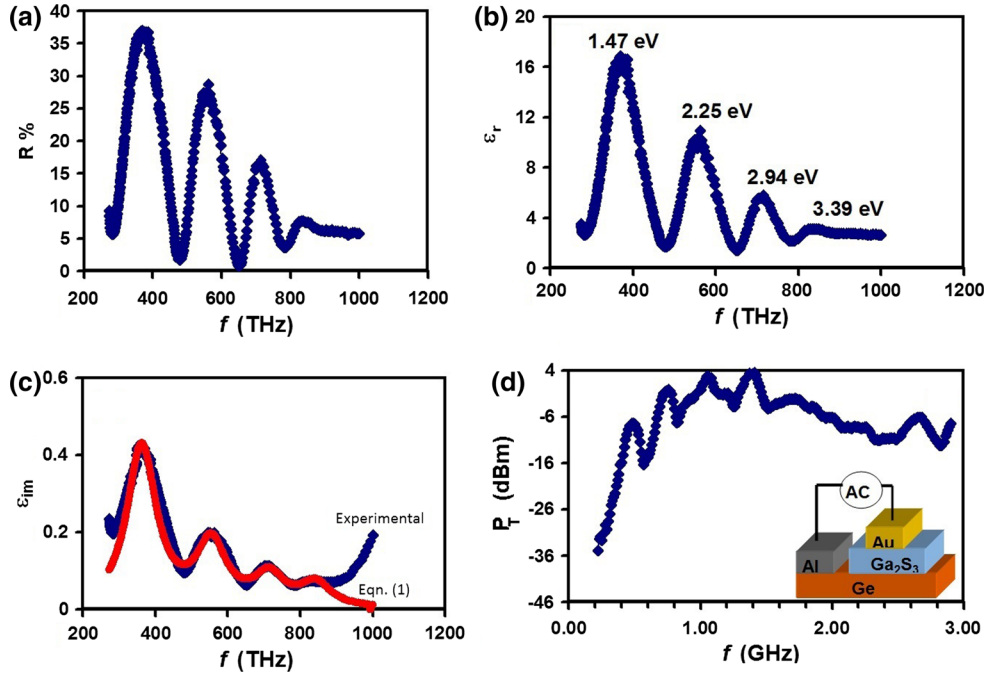 (a)
40
35
30
25
20
15
10
5
0
R %
200 400 600 800 1000 1200
f (THz)
(b)
20
16
12
8
4
0
εr
1.47 eV
2.25 eV
2.94 eV
3.39 eV
200 400 600 800 1000 1200
f (THz)
(c)
0.6
0.4
0.2
0
εim
Experimental
Eqn. (1)
200 400 600 800 1000 1200
f (THz)
(d)
4
-6
-16
-26
-36
-46
PT (dBm)
AC
Au
Al
Ga2S3
Ge
0.00 1.00 2.00 3.00
f (GHz)